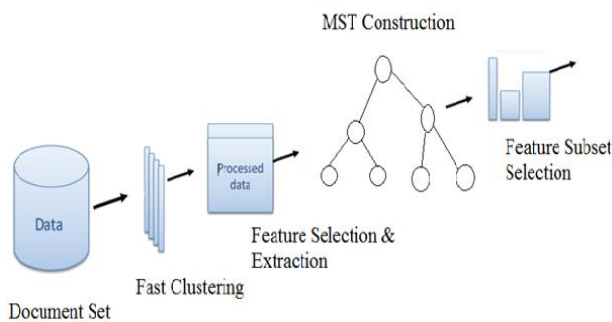 MST Construction
Feature Subset
Selection
Processed
data
Data
Feature Selection &
Extraction
Fast Clustering
Document Set